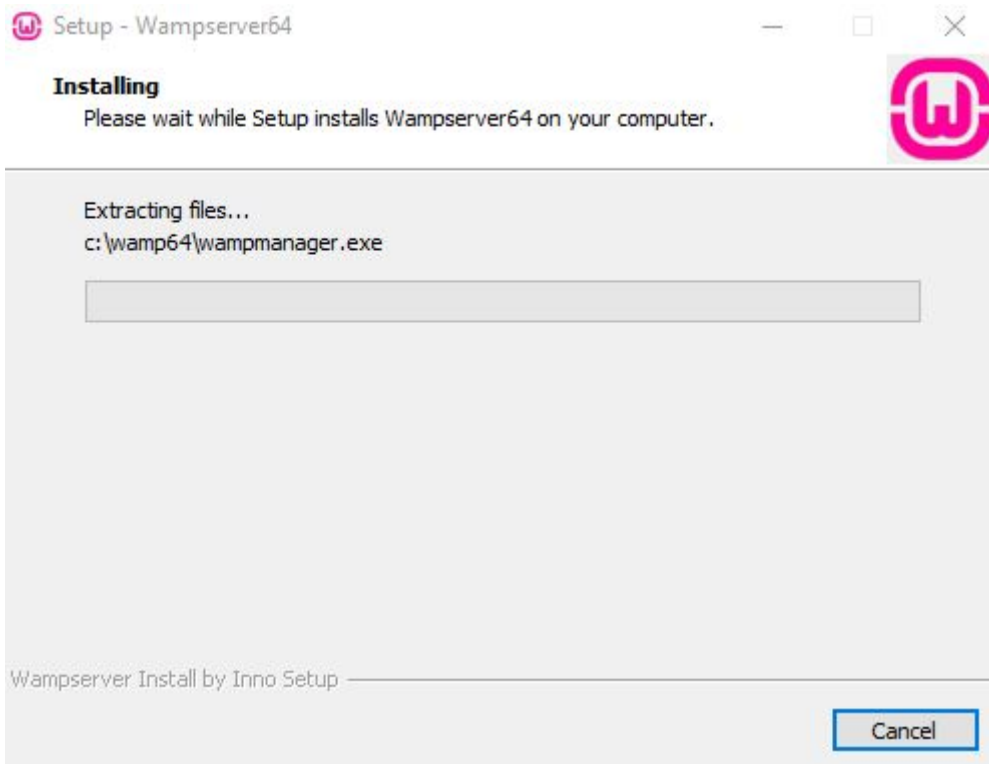 Setup - Wampserver64
Installing
Please wait while Setup installs Wampserver64 on your computer.
Extracting files...
c:\wamp64\wampmanager.exe
Wampserver Install by Inno Setup
Cancel